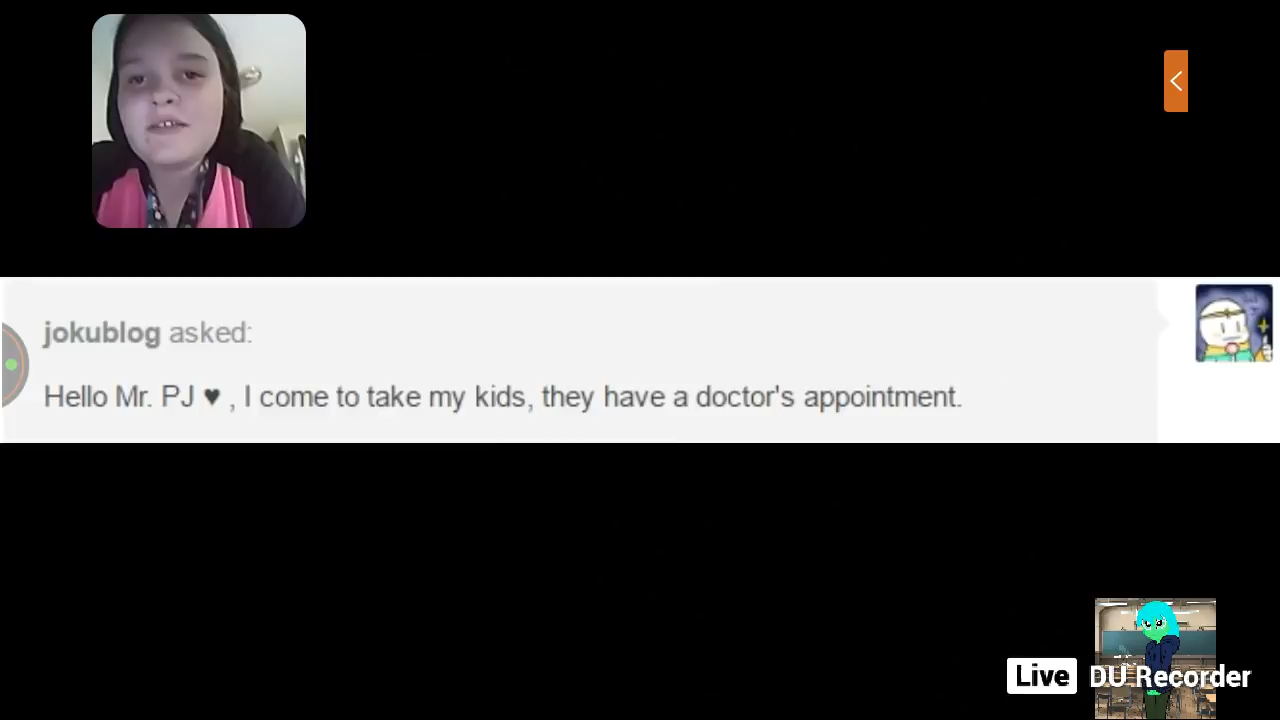 jokublog asked:
Hello Mr. PJ ♥ , I come to take my kids, they have a doctor's appointment.
Live DU Recorder